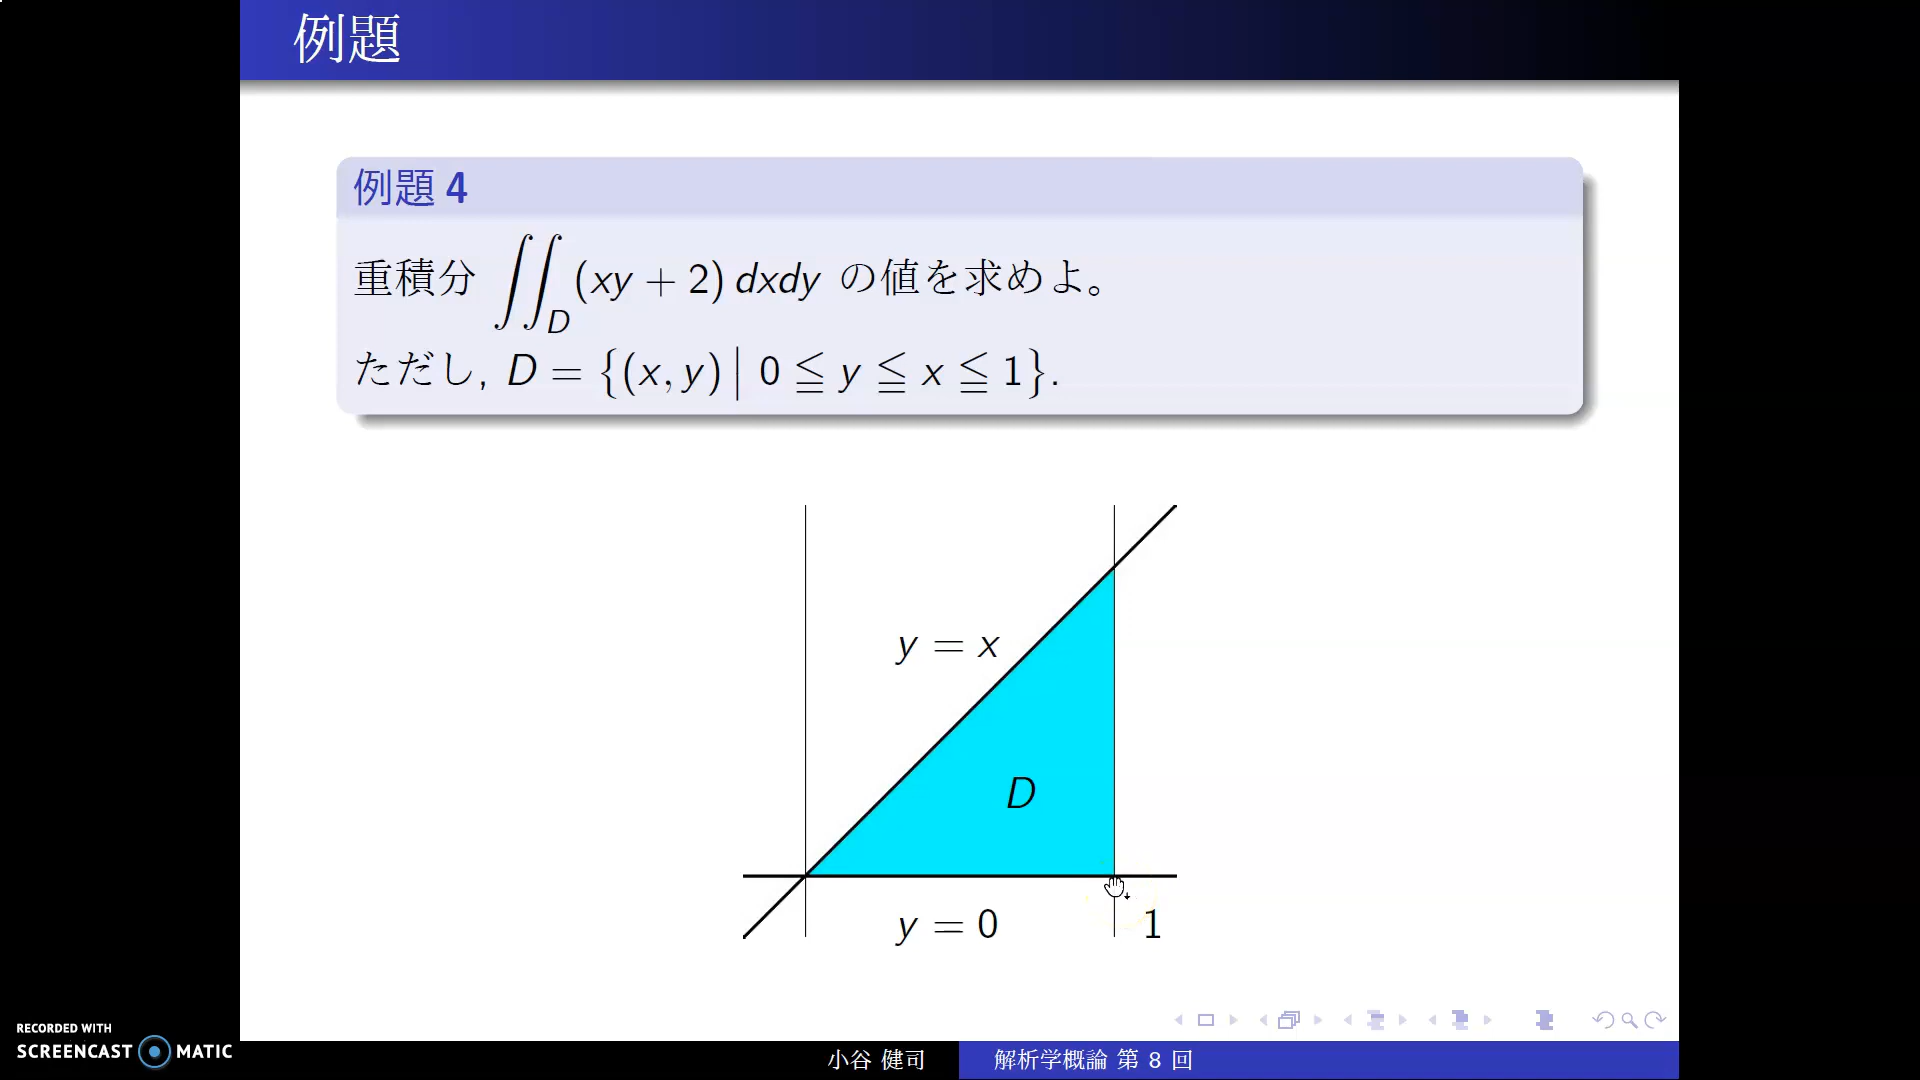 例題
例題 4
重積分 ∬_D (xy + 2) dxdy の値を求めよ。
ただし, D = {(x, y) | 0 ≦ y ≦ x ≦ 1}.
y = x
D
y = 0
1
RECORDED WITH
SCREENCAST MATIC
小谷 健司
解析学概論 第 8 回